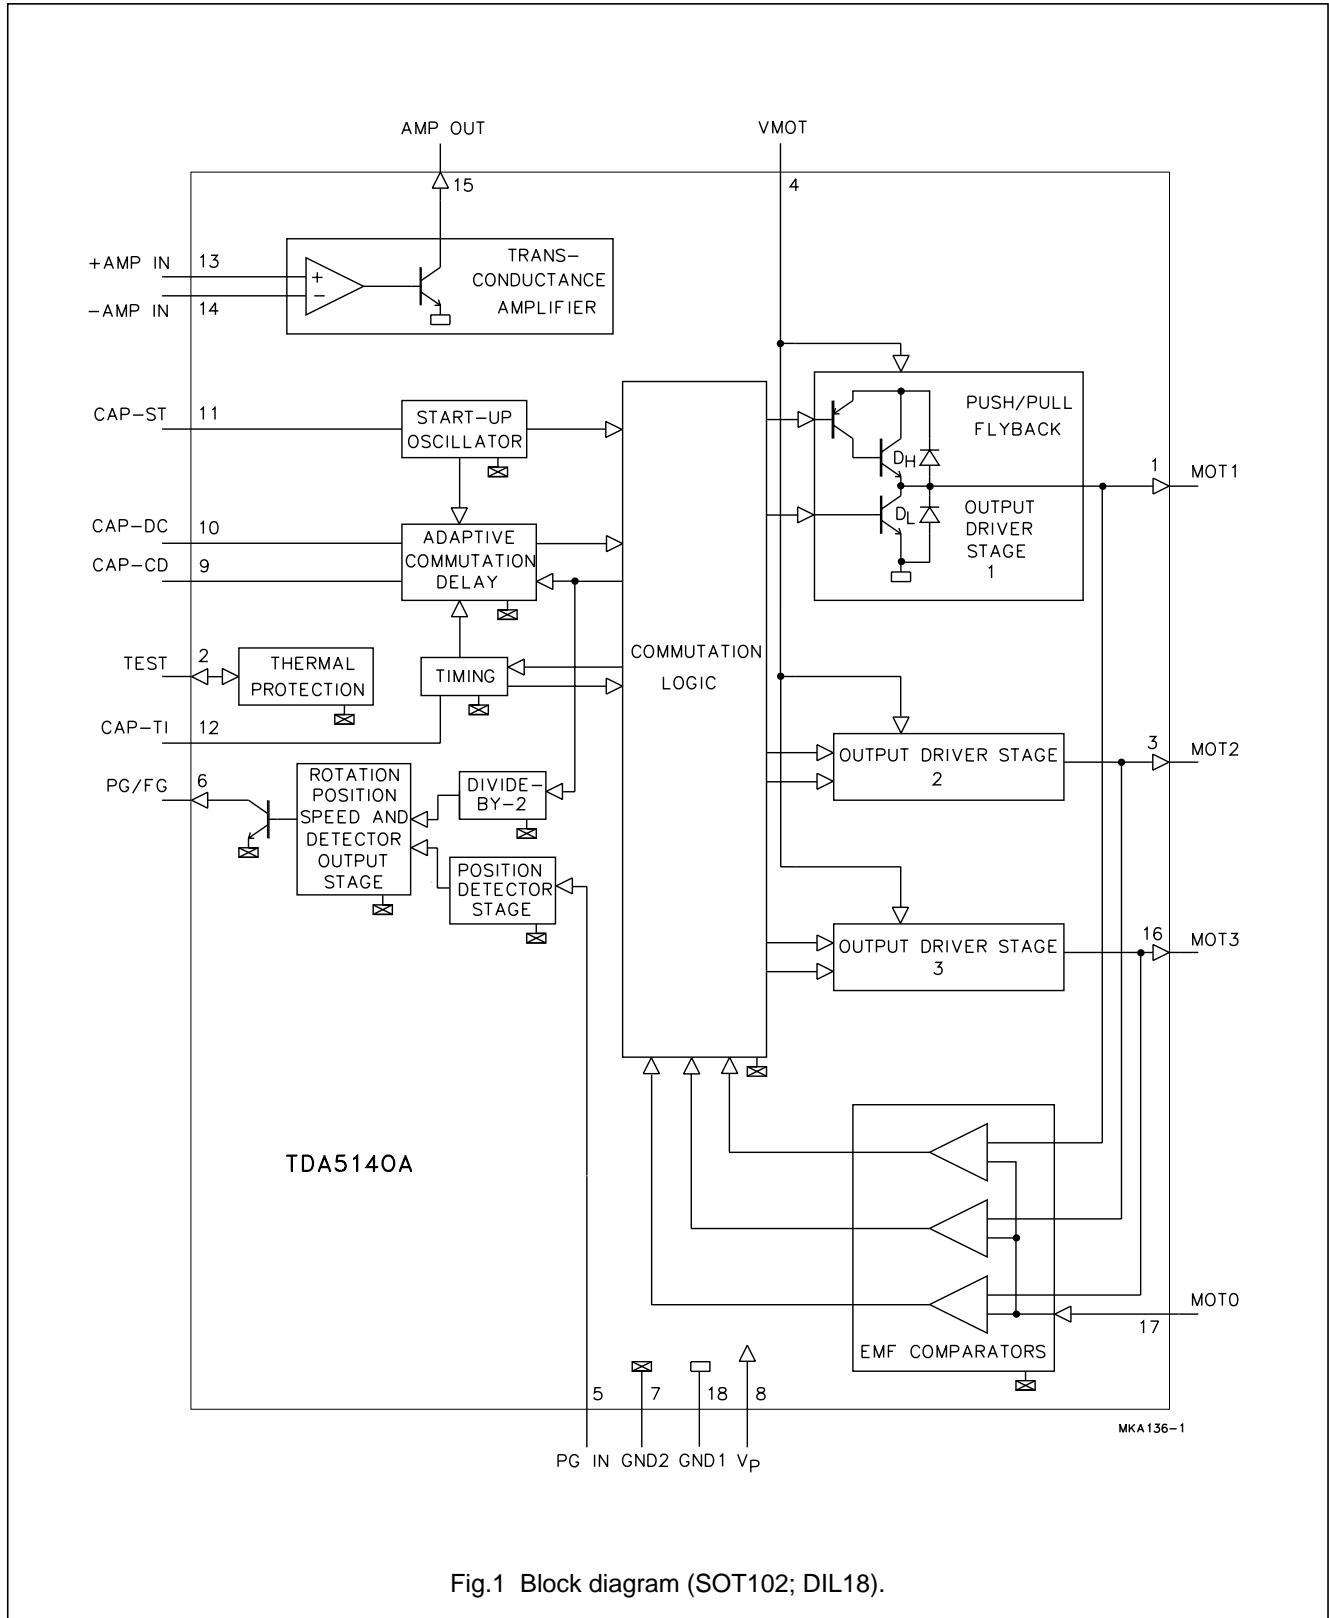 AMP OUT
VMOT
15
4
+AMP IN
13
-AMP IN
14
+
−
TRANS-
CONDUCTANCE
AMPLIFIER
CAP-ST
11
START-UP
OSCILLATOR
CAP-DC
10
CAP-CD
9
ADAPTIVE
COMMUTATION
DELAY
TEST
2
THERMAL
PROTECTION
TIMING
CAP-TI
12
PG/FG
6
ROTATION
POSITION
SPEED AND
DETECTOR
OUTPUT
STAGE
DIVIDE-
BY-2
POSITION
DETECTOR
STAGE
COMMUTATION
LOGIC
PUSH/PULL
FLYBACK
DH
DL
OUTPUT
DRIVER
STAGE
1
1
MOT1
OUTPUT DRIVER STAGE
2
3
MOT2
OUTPUT DRIVER STAGE
3
16
MOT3
TDA5140A
MOT0
17
EMF COMPARATORS
5
7
18
8
PG IN GND2 GND1 VP
MKA136-1
Fig.1 Block diagram (SOT102; DIL18).